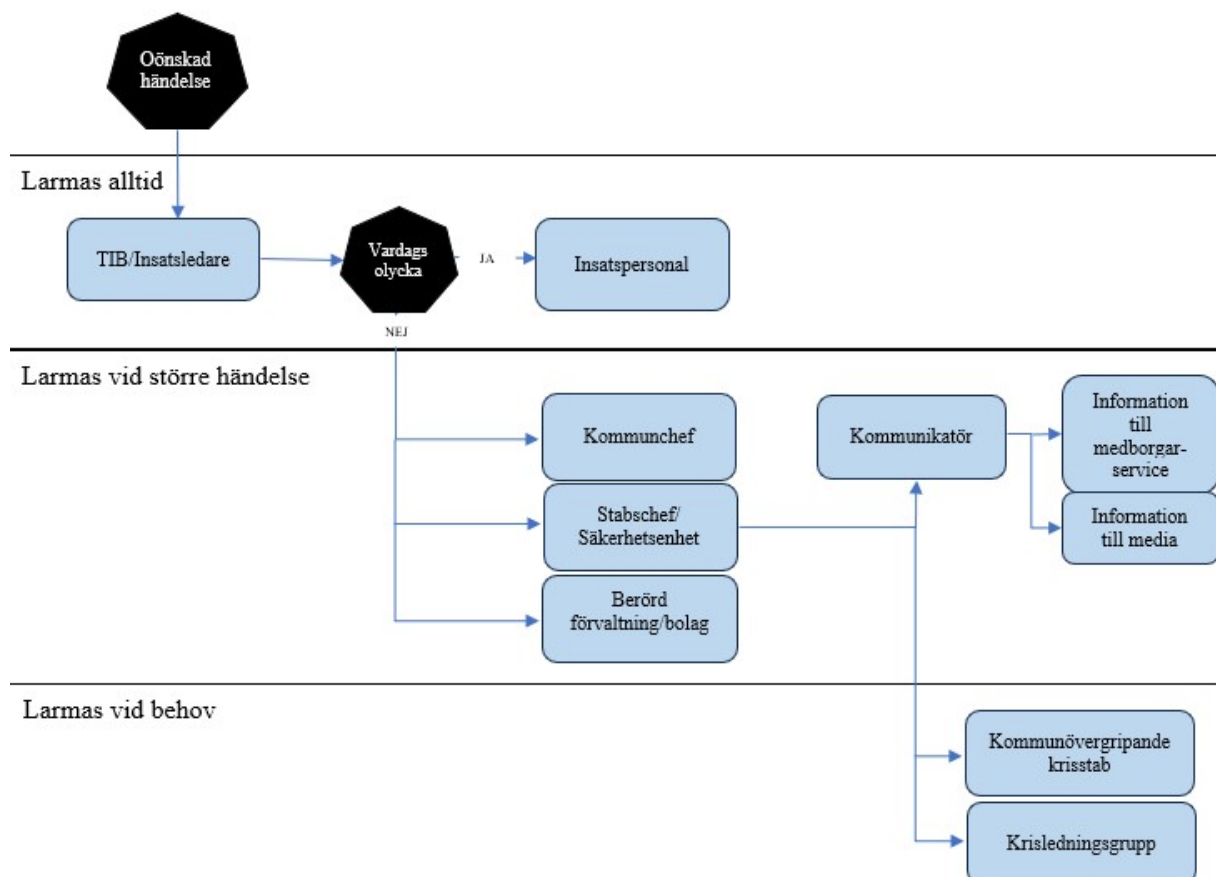 Oönskad
händelse
Larmas alltid
TIB/Insatsledare
Vardags
olycka
JA
Insatspersonal
NEJ
Larmas vid större händelse
Kommunchef
Kommunikatör
Information
till
medborgar-
service
Stabschef/
Säkerhetsenhet
Information
till media
Berörd
förvaltning/bolag
Larmas vid behov
Kommunövergripande
krisstab
Krisledningsgrupp